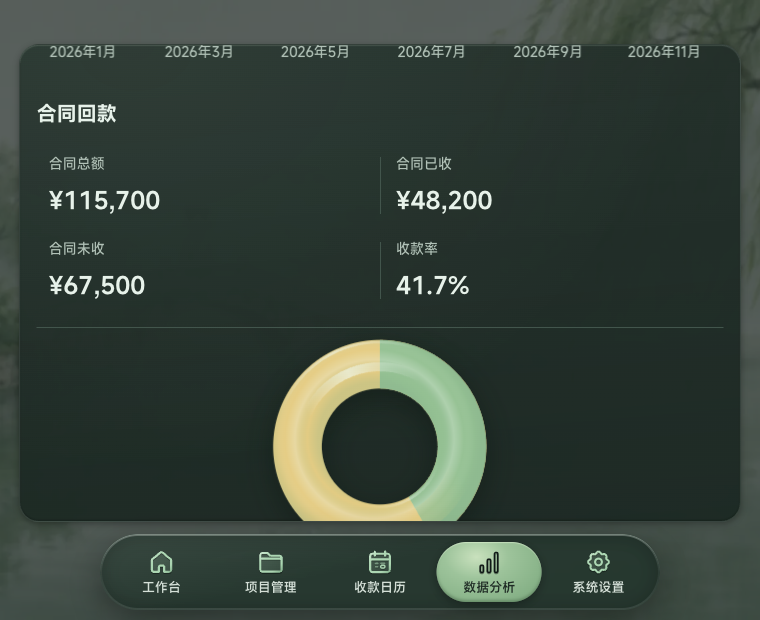 2026年1月 2026年3月 2026年5月 2026年7月 2026年9月 2026年11月
合同回款
合同总额 合同已收
¥115,700 ¥48,200
合同未收 收款率
¥67,500 41.7%
工作台 项目管理 收款日历 数据分析 系统设置